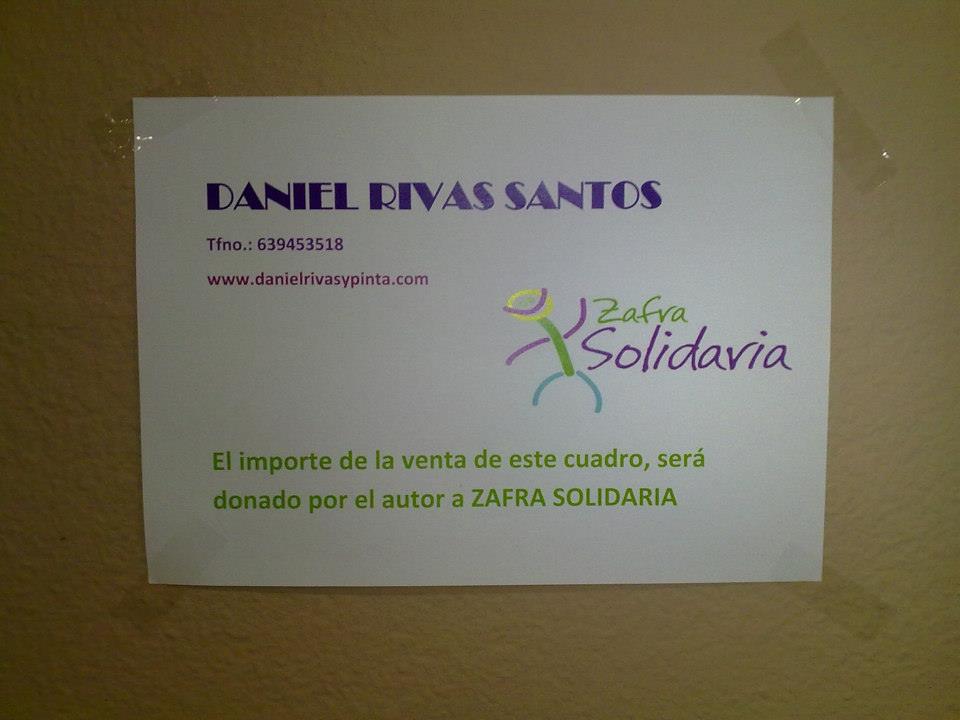 DANIEL RIVAS SANTOS
Tfno.: 639453518
www.danielrivasypinta.com
Zafra
Solidaria
El importe de la venta de este cuadro, será
donado por el autor a ZAFRA SOLIDARIA